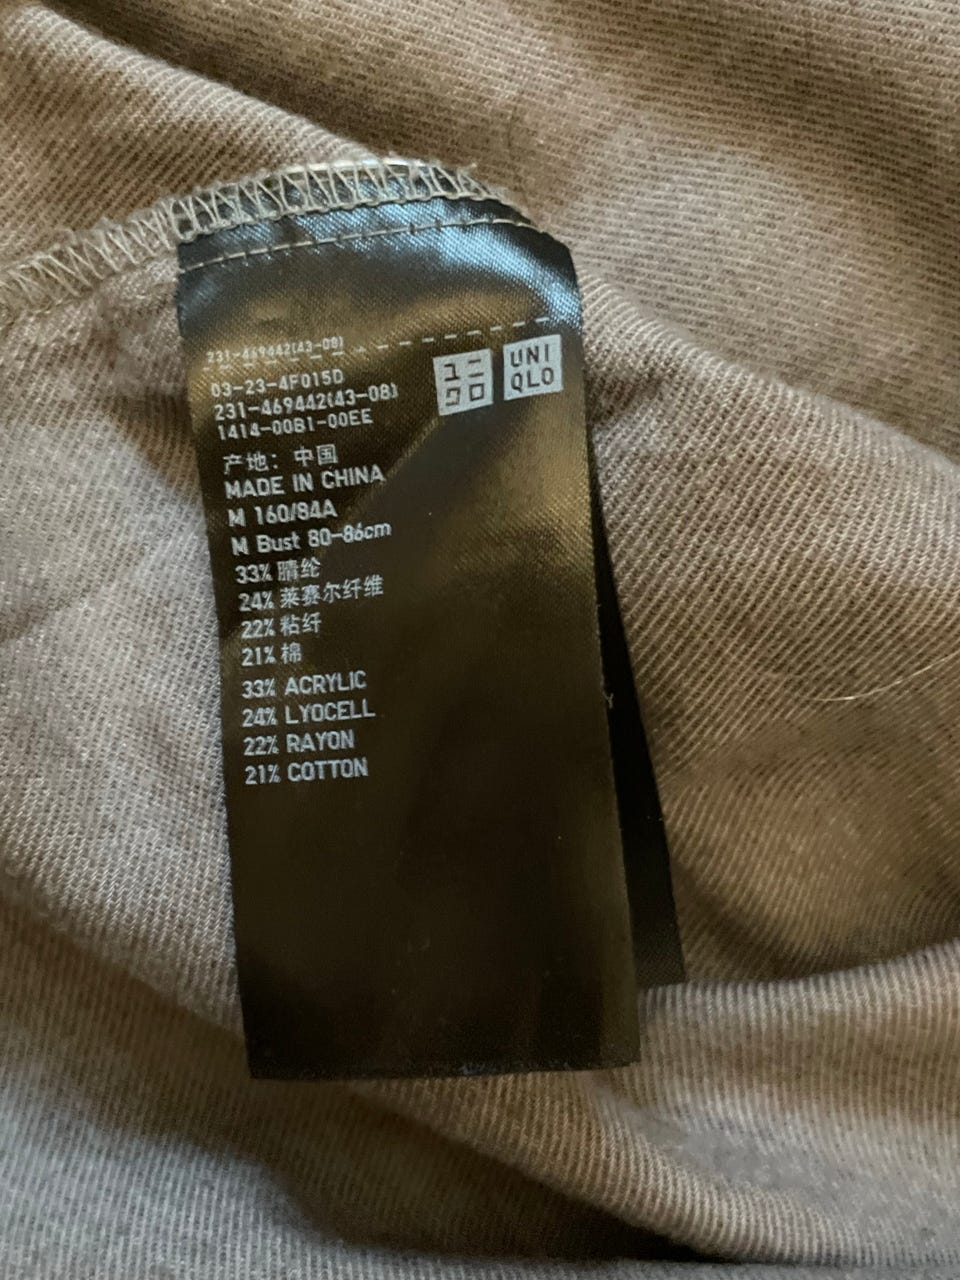 231-469442(43-08)
03-23-4F015D
231-469442(43-08)
1414-00B1-00EE
ユニ
クロ
UNI
QLO
产地：中国
MADE IN CHINA
M 160/84A
M Bust 80-86cm
33% 腈纶
24% 莱赛尔纤维
22% 粘纤
21% 棉
33% ACRYLIC
24% LYOCELL
22% RAYON
21% COTTON